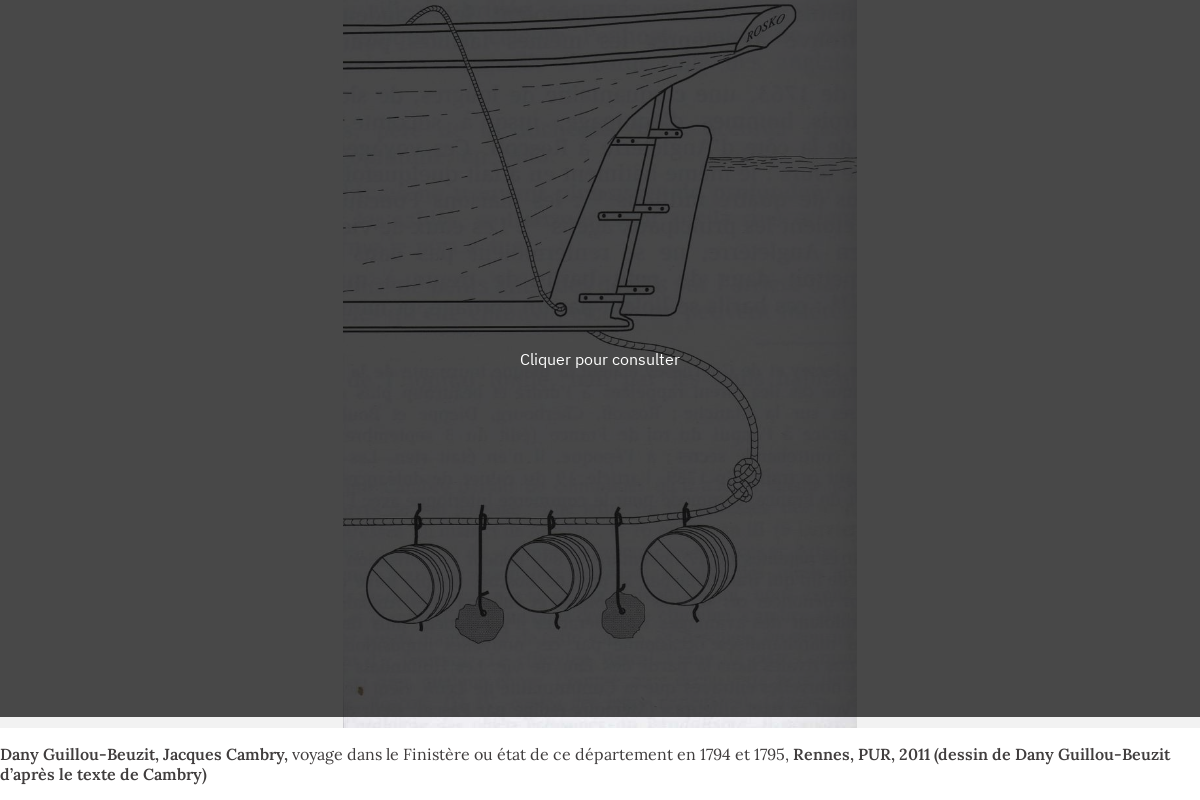 ROSKO
Cliquer pour consulter
Dany Guillou-Beuzit, Jacques Cambry, voyage dans le Finistère ou état de ce département en 1794 et 1795, Rennes, PUR, 2011 (dessin de Dany Guillou-Beuzit
d’après le texte de Cambry)